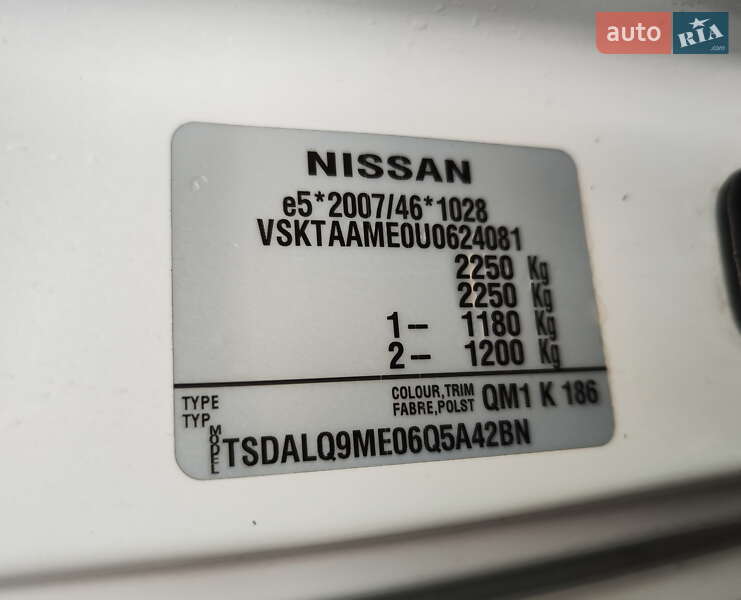 auto RIA.com
NISSAN
e5*2007/46*1028
VSKTAAME0U0624081
2250 Kg
2250 Kg
1– 1180 Kg
2– 1200 Kg
TYPE COLOUR,TRIM QM1 K 186
TYP FABRE,POLST
MODEL TSDALQ9ME06Q5A42BN